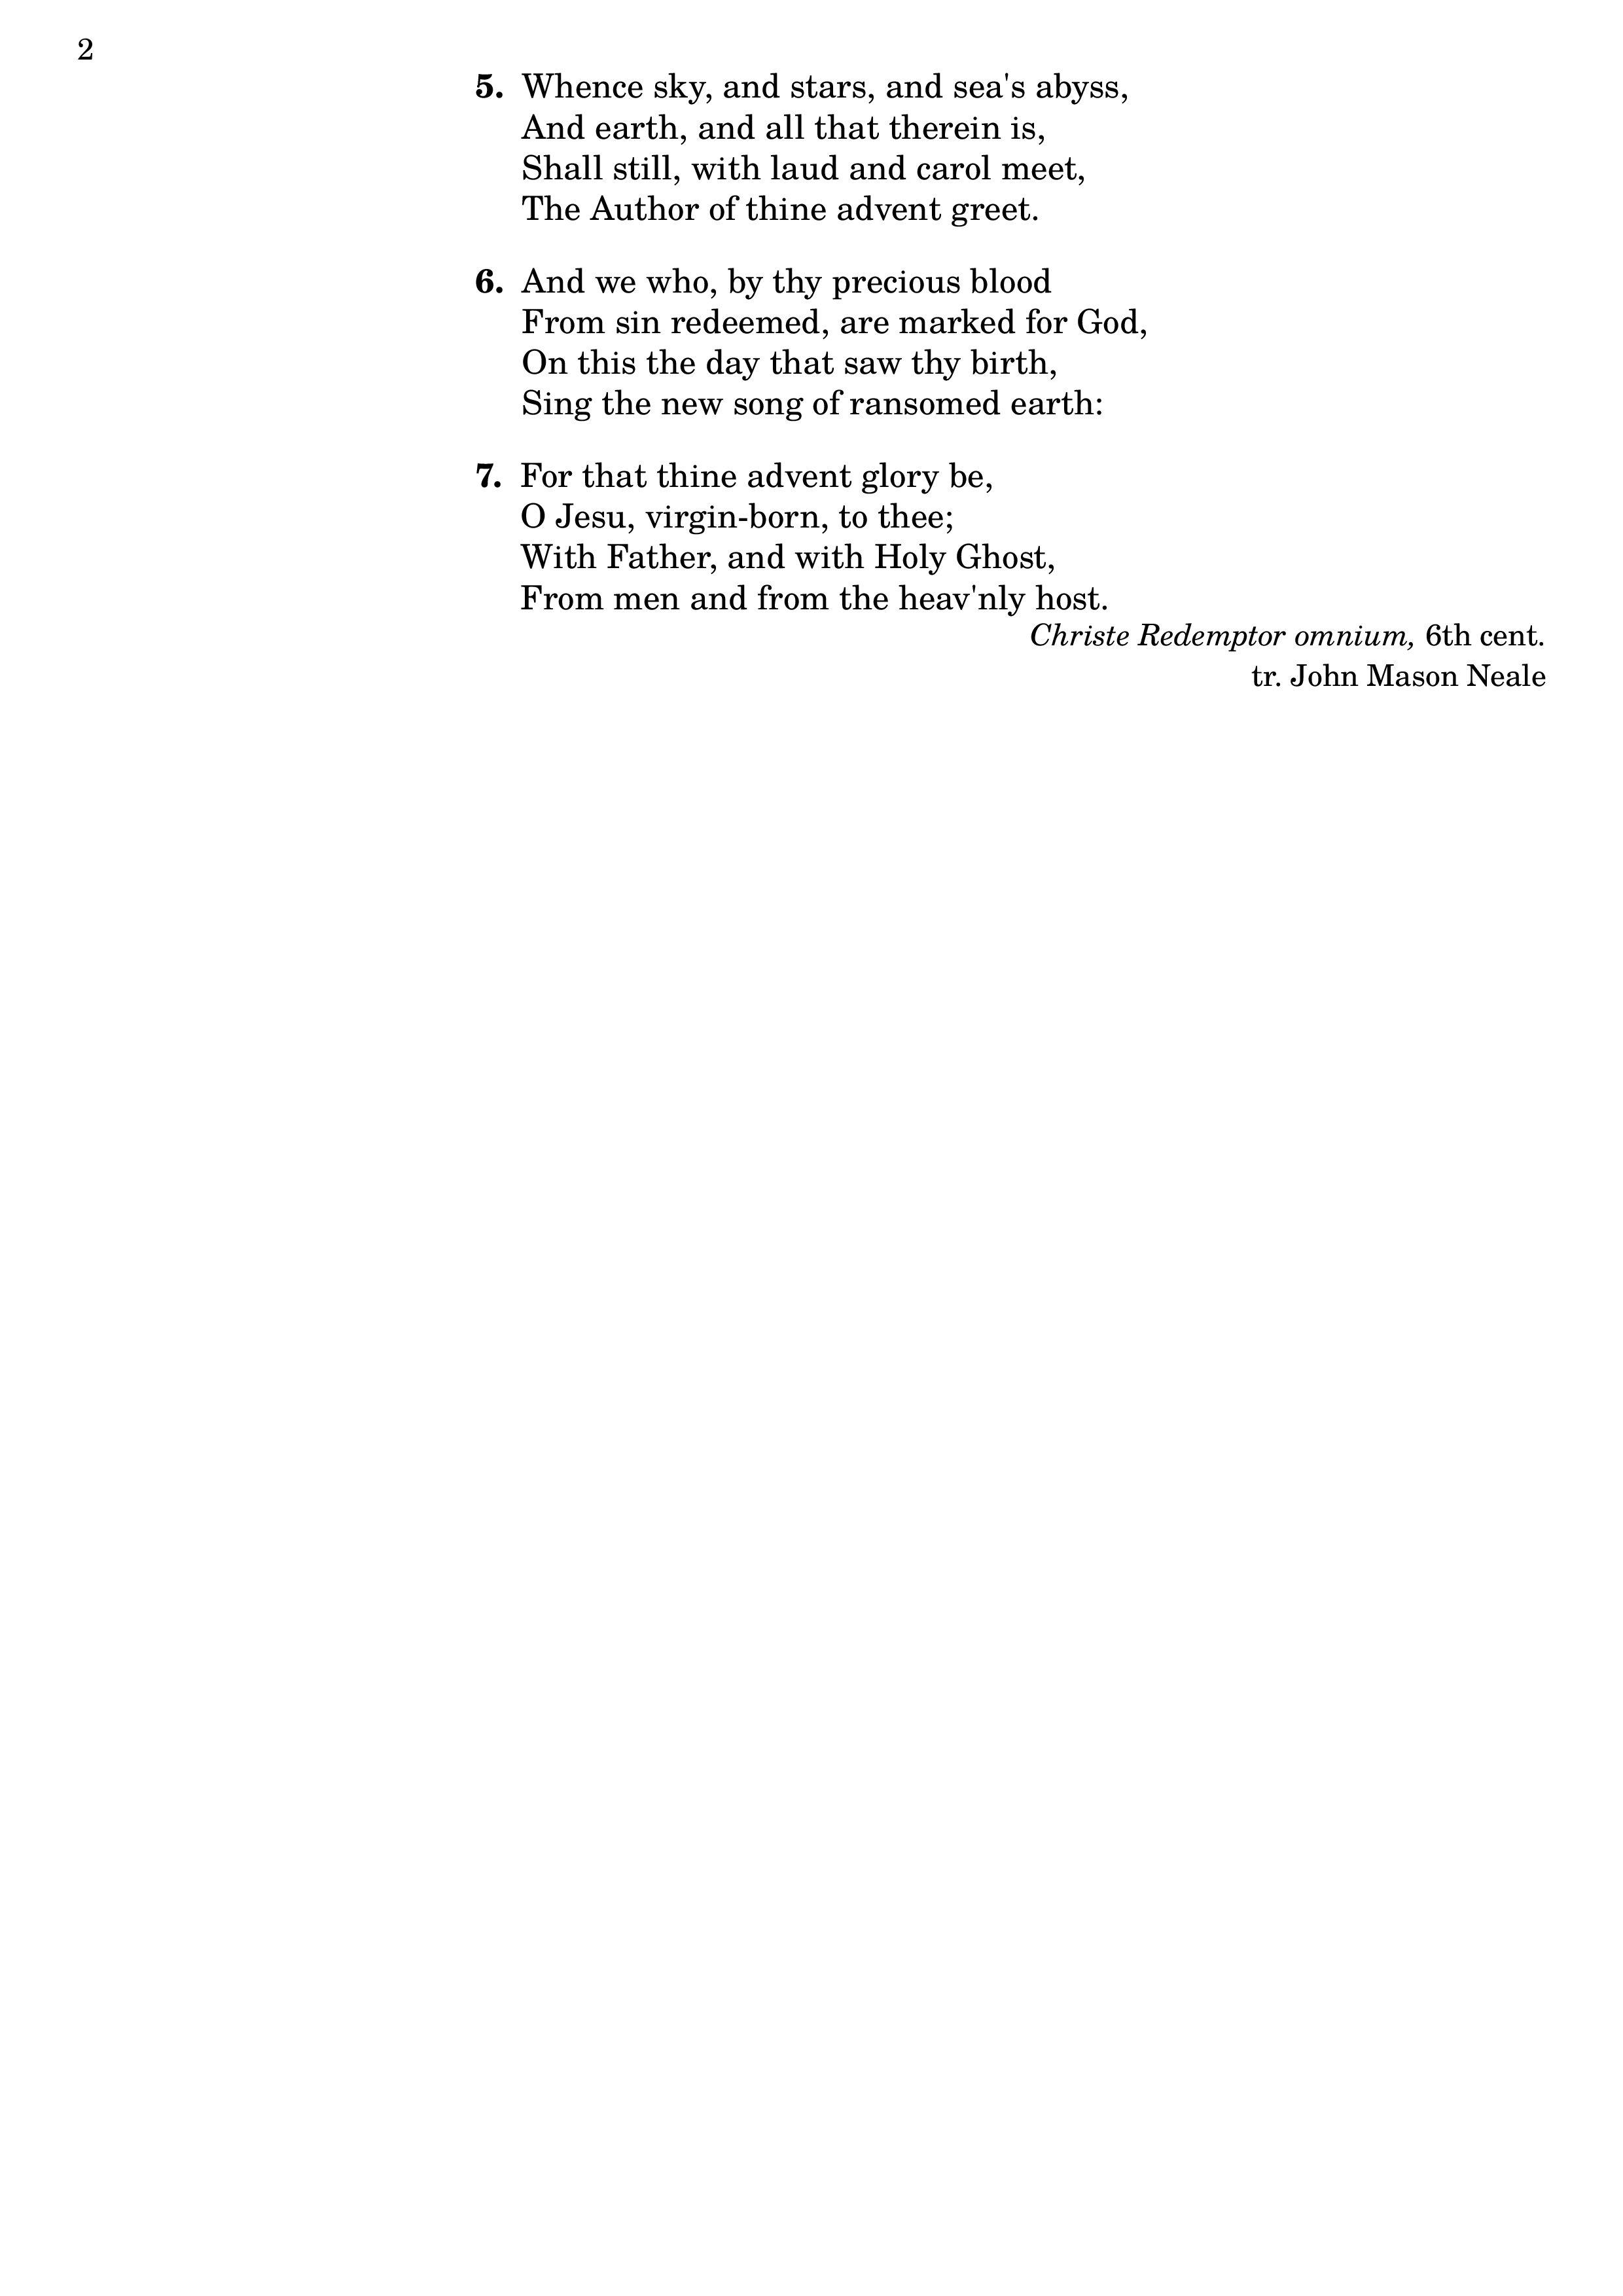 2
5. Whence sky, and stars, and sea's abyss,
And earth, and all that therein is,
Shall still, with laud and carol meet,
The Author of thine advent greet.
6. And we who, by thy precious blood
From sin redeemed, are marked for God,
On this the day that saw thy birth,
Sing the new song of ransomed earth:
7. For that thine advent glory be,
O Jesu, virgin-born, to thee;
With Father, and with Holy Ghost,
From men and from the heav'nly host.
Christe Redemptor omnium, 6th cent.
tr. John Mason Neale